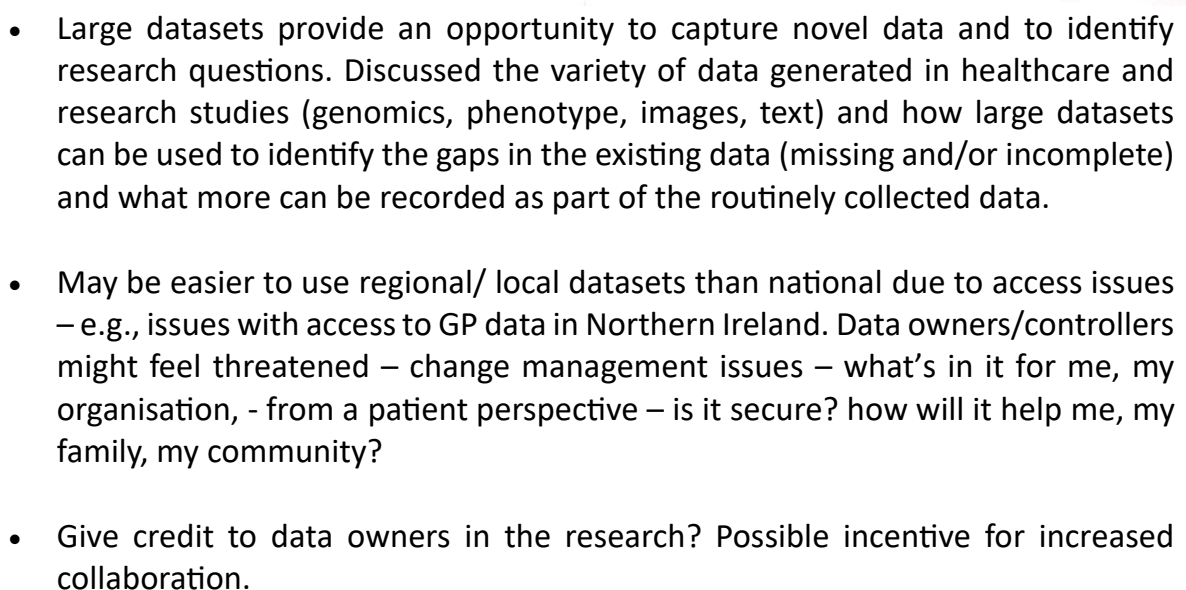 • Large datasets provide an opportunity to capture novel data and to identify
research questions. Discussed the variety of data generated in healthcare and
research studies (genomics, phenotype, images, text) and how large datasets
can be used to identify the gaps in the existing data (missing and/or incomplete)
and what more can be recorded as part of the routinely collected data.
• May be easier to use regional/ local datasets than national due to access issues
– e.g., issues with access to GP data in Northern Ireland. Data owners/controllers
might feel threatened – change management issues – what’s in it for me, my
organisation, - from a patient perspective – is it secure? how will it help me, my
family, my community?
• Give credit to data owners in the research? Possible incentive for increased
collaboration.